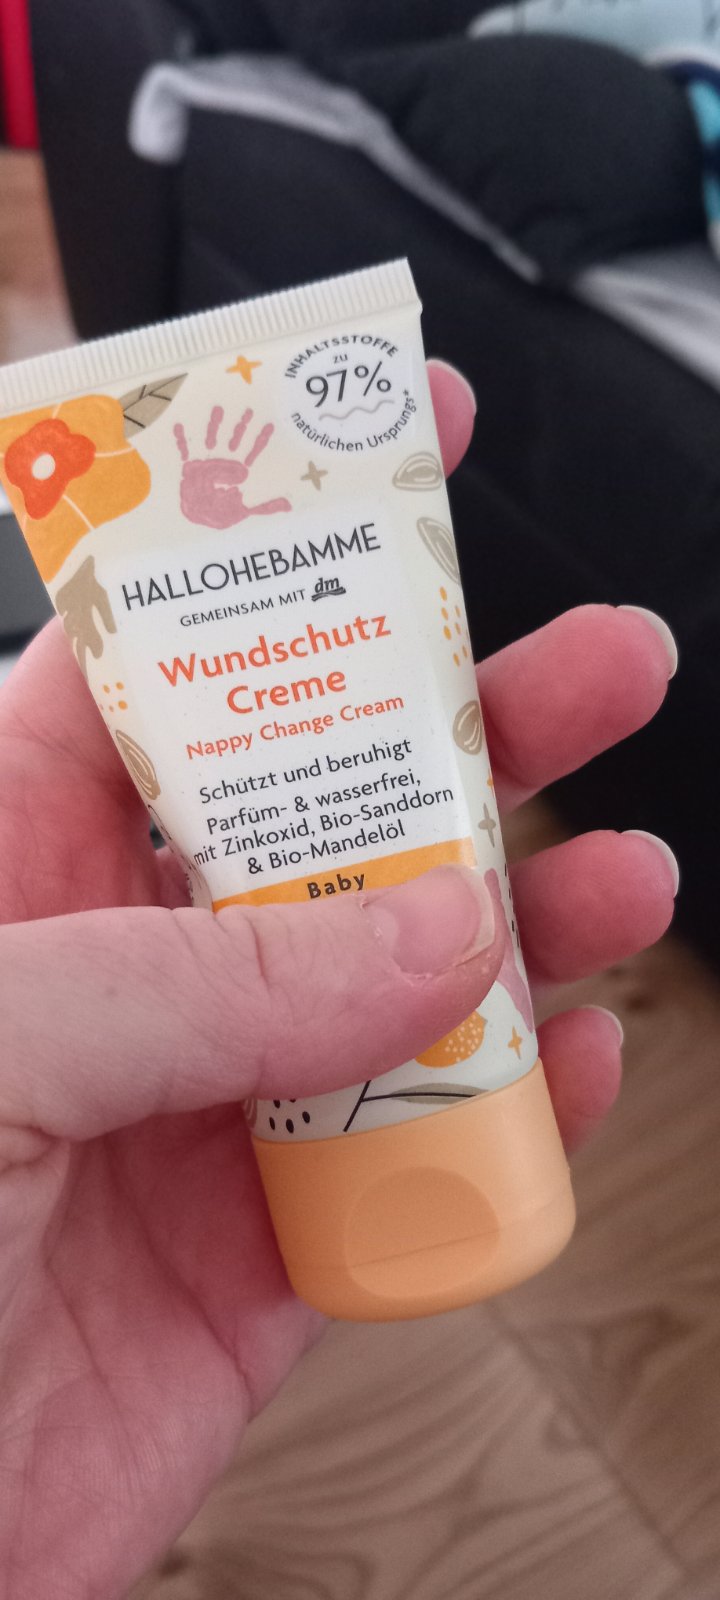 INHALTSSTOFFE
zu
97%
natürlichen Ursprungs*
HALLOHEBAMME
GEMEINSAM MIT dm
Wundschutz
Creme
Nappy Change Cream
Schützt und beruhigt
Parfüm- & wasserfrei,
mit Zinkoxid, Bio-Sanddorn
& Bio-Mandelöl
Baby